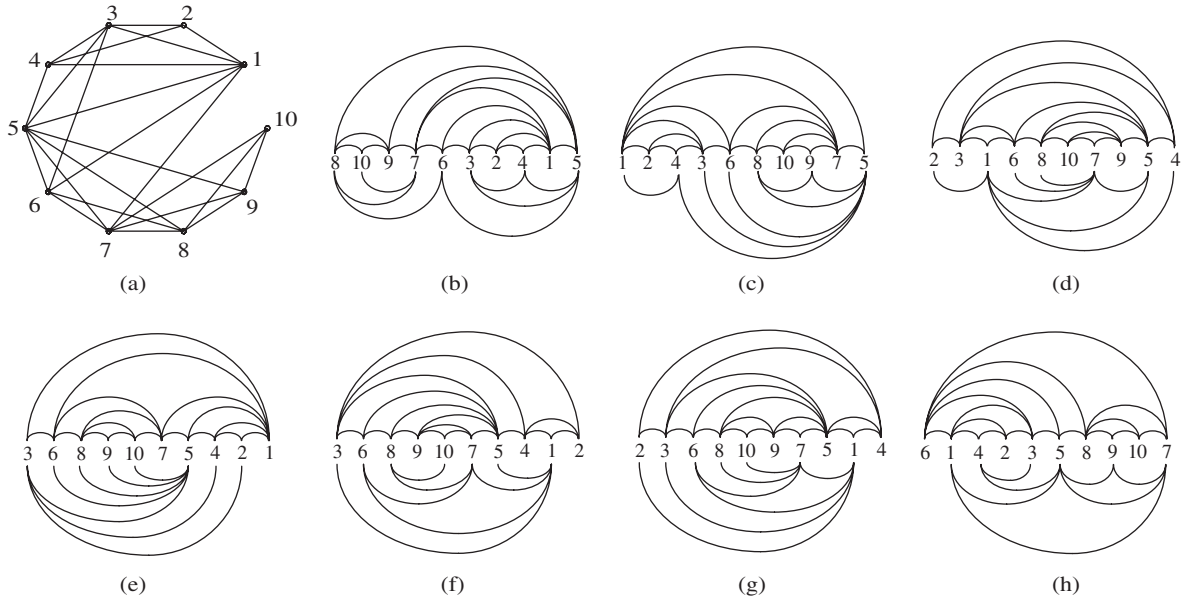 3 2
4 1
5 10
6 9
7 8
(a)
8 10 9 7 6 3 2 4 1 5
(b)
1 2 4 3 6 8 10 9 7 5
(c)
2 3 1 6 8 10 7 9 5 4
(d)
3 6 8 9 10 7 5 4 2 1
(e)
3 6 8 9 10 7 5 4 1 2
(f)
2 3 6 8 10 9 7 5 1 4
(g)
6 1 4 2 3 5 8 9 10 7
(h)